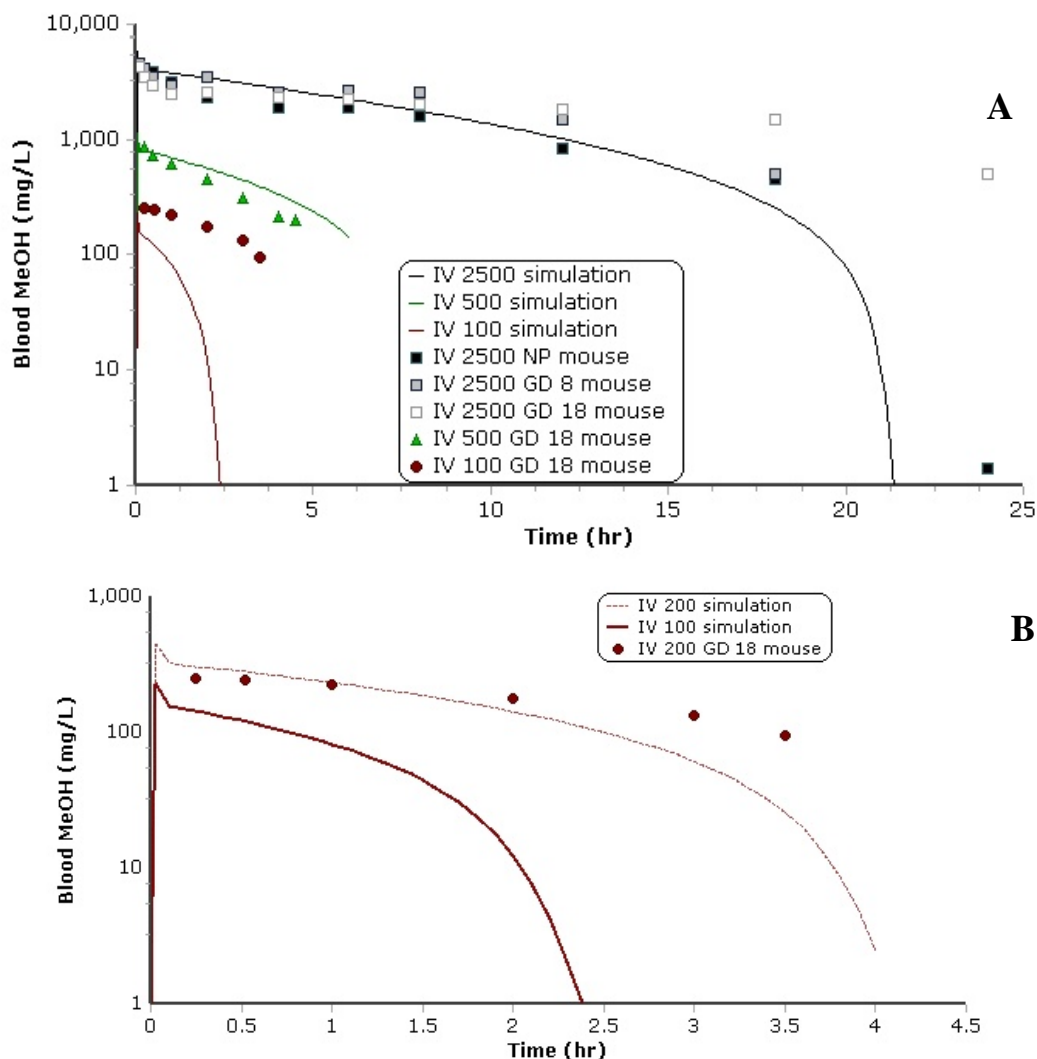 10,000
1,000
100
10
1
Blood MeOH (mg/L)
A
IV 2500 simulation
IV 500 simulation
IV 100 simulation
IV 2500 NP mouse
IV 2500 GD 8 mouse
IV 2500 GD 18 mouse
IV 500 GD 18 mouse
IV 100 GD 18 mouse
0 5 10 15 20 25
Time (hr)
1,000
100
10
1
Blood MeOH (mg/L)
B
IV 200 simulation
IV 100 simulation
IV 200 GD 18 mouse
0 0.5 1 1.5 2 2.5 3 3.5 4 4.5
Time (hr)